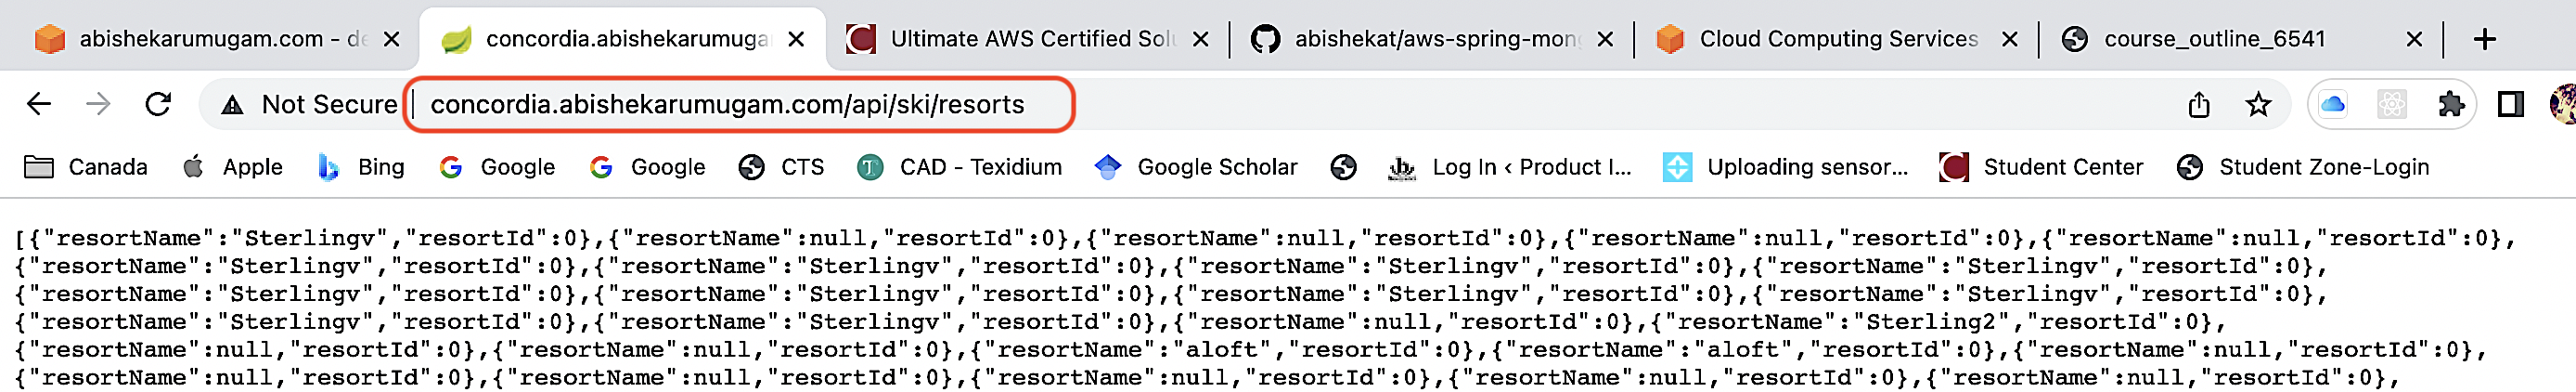 abishekarumugam.com - de
concordia.abishekarumuga
Ultimate AWS Certified Solu
abishekat/aws-spring-mong
Cloud Computing Services
course_outline_6541
Not Secure | concordia.abishekarumugam.com/api/ski/resorts
Canada Apple Bing Google Google CTS CAD - Texidium Google Scholar Log In ‹ Product I... Uploading sensor... Student Center Student Zone-Login
[{"resortName":"Sterlingv","resortId":0},{"resortName":null,"resortId":0},{"resortName":null,"resortId":0},{"resortName":null,"resortId":0},{"resortName":null,"resortId":0},
{"resortName":"Sterlingv","resortId":0},{"resortName":"Sterlingv","resortId":0},{"resortName":"Sterlingv","resortId":0},{"resortName":"Sterlingv","resortId":0},
{"resortName":"Sterlingv","resortId":0},{"resortName":"Sterlingv","resortId":0},{"resortName":"Sterlingv","resortId":0},{"resortName":"Sterlingv","resortId":0},
{"resortName":"Sterlingv","resortId":0},{"resortName":"Sterlingv","resortId":0},{"resortName":null,"resortId":0},{"resortName":"Sterling2","resortId":0},
{"resortName":null,"resortId":0},{"resortName":null,"resortId":0},{"resortName":"aloft","resortId":0},{"resortName":"aloft","resortId":0},{"resortName":null,"resortId":0},
{"resortName":null,"resortId":0},{"resortName":null,"resortId":0},{"resortName":null,"resortId":0},{"resortName":null,"resortId":0},{"resortName":null,"resortId":0},